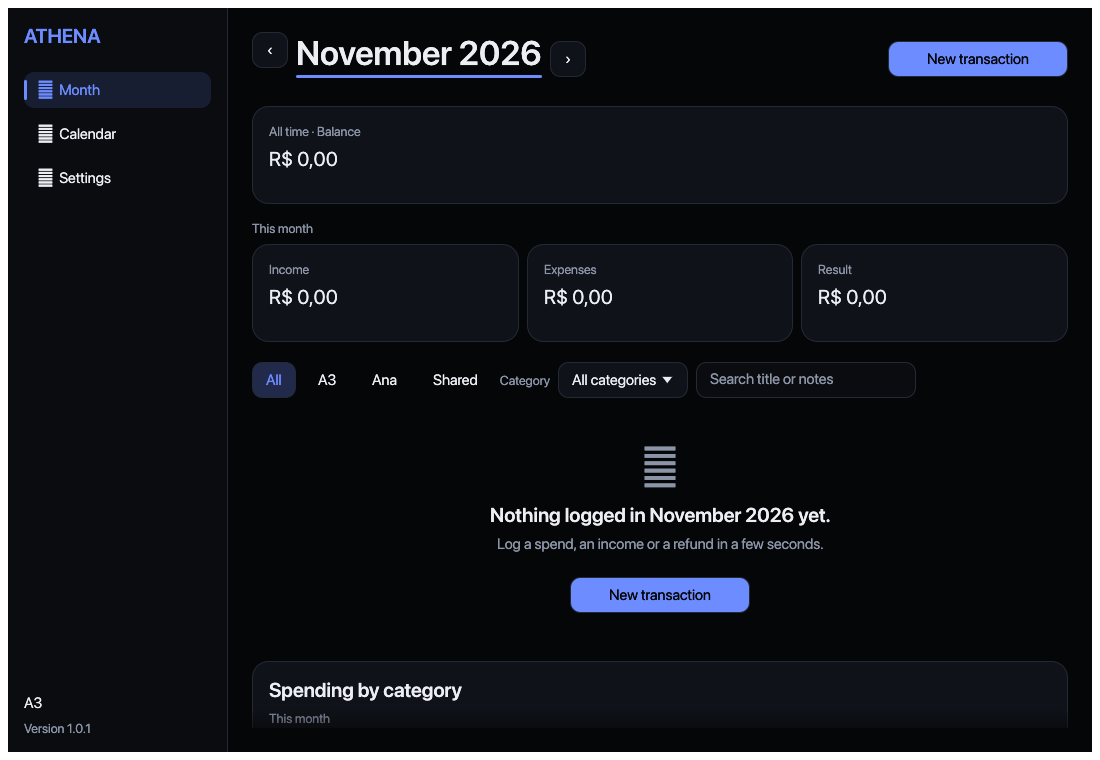 ATHENA
Month
Calendar
Settings
A3
Version 1.0.1
‹
November 2026
›
New transaction
All time · Balance
R$ 0,00
This month
Income
R$ 0,00
Expenses
R$ 0,00
Result
R$ 0,00
All
A3
Ana
Shared
Category
All categories
Search title or notes
Nothing logged in November 2026 yet.
Log a spend, an income or a refund in a few seconds.
New transaction
Spending by category
This month